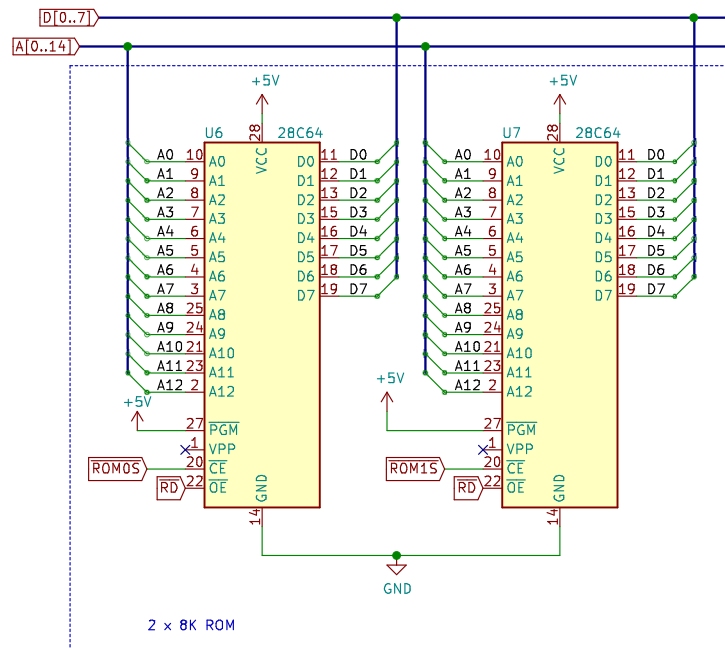 D[0..7]
A[0..14]
+5V +5V
U6 28C64 U7 28C64
28 VCC 28 VCC
A0 10 A0 D0 11 D0 A0 10 A0 D0 11 D0
A1 9 A1 D1 12 D1 A1 9 A1 D1 12 D1
A2 8 A2 D2 13 D2 A2 8 A2 D2 13 D2
A3 7 A3 D3 15 D3 A3 7 A3 D3 15 D3
A4 6 A4 D4 16 D4 A4 6 A4 D4 16 D4
A5 5 A5 D5 17 D5 A5 5 A5 D5 17 D5
A6 4 A6 D6 18 D6 A6 4 A6 D6 18 D6
A7 3 A7 D7 19 D7 A7 3 A7 D7 19 D7
A8 25 A8 A8 25 A8
A9 24 A9 A9 24 A9
A10 21 A10 A10 21 A10
A11 23 A11 A11 23 A11
A12 2 A12 A12 2 A12
+5V +5V
27 PGM 27 PGM
1 VPP 1 VPP
ROM0S 20 CE ROM1S 20 CE
RD 22 OE RD 22 OE
GND 14 GND 14
GND
2 x 8K ROM